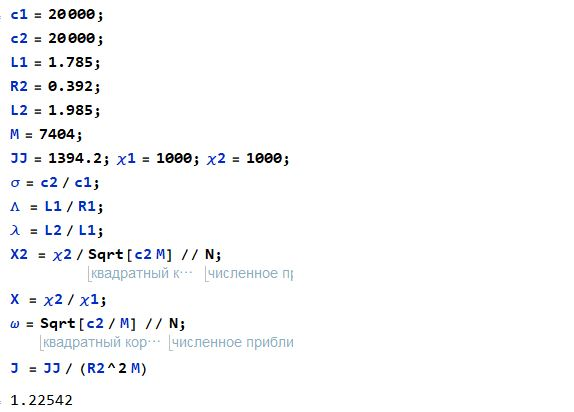 c1 = 20000;
c2 = 20000;
L1 = 1.785;
R2 = 0.392;
L2 = 1.985;
M = 7404;
JJ = 1394.2; χ1 = 1000; χ2 = 1000;
σ = c2 / c1;
Λ = L1 / R1;
λ = L2 / L1;
X2 = χ2 / Sqrt[c2 M] // N;
квадратный к⋯ численное пр
X = χ2 / χ1;
ω = Sqrt[c2 / M] // N;
квадратный кор⋯ численное прибли
J = JJ / (R2^2 M)
1.22542